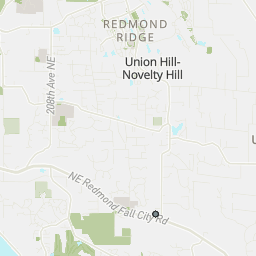 REDMOND
RIDGE
Union Hill-
Novelty Hill
208th Ave NE
U
NE Redmond Fall City Rd